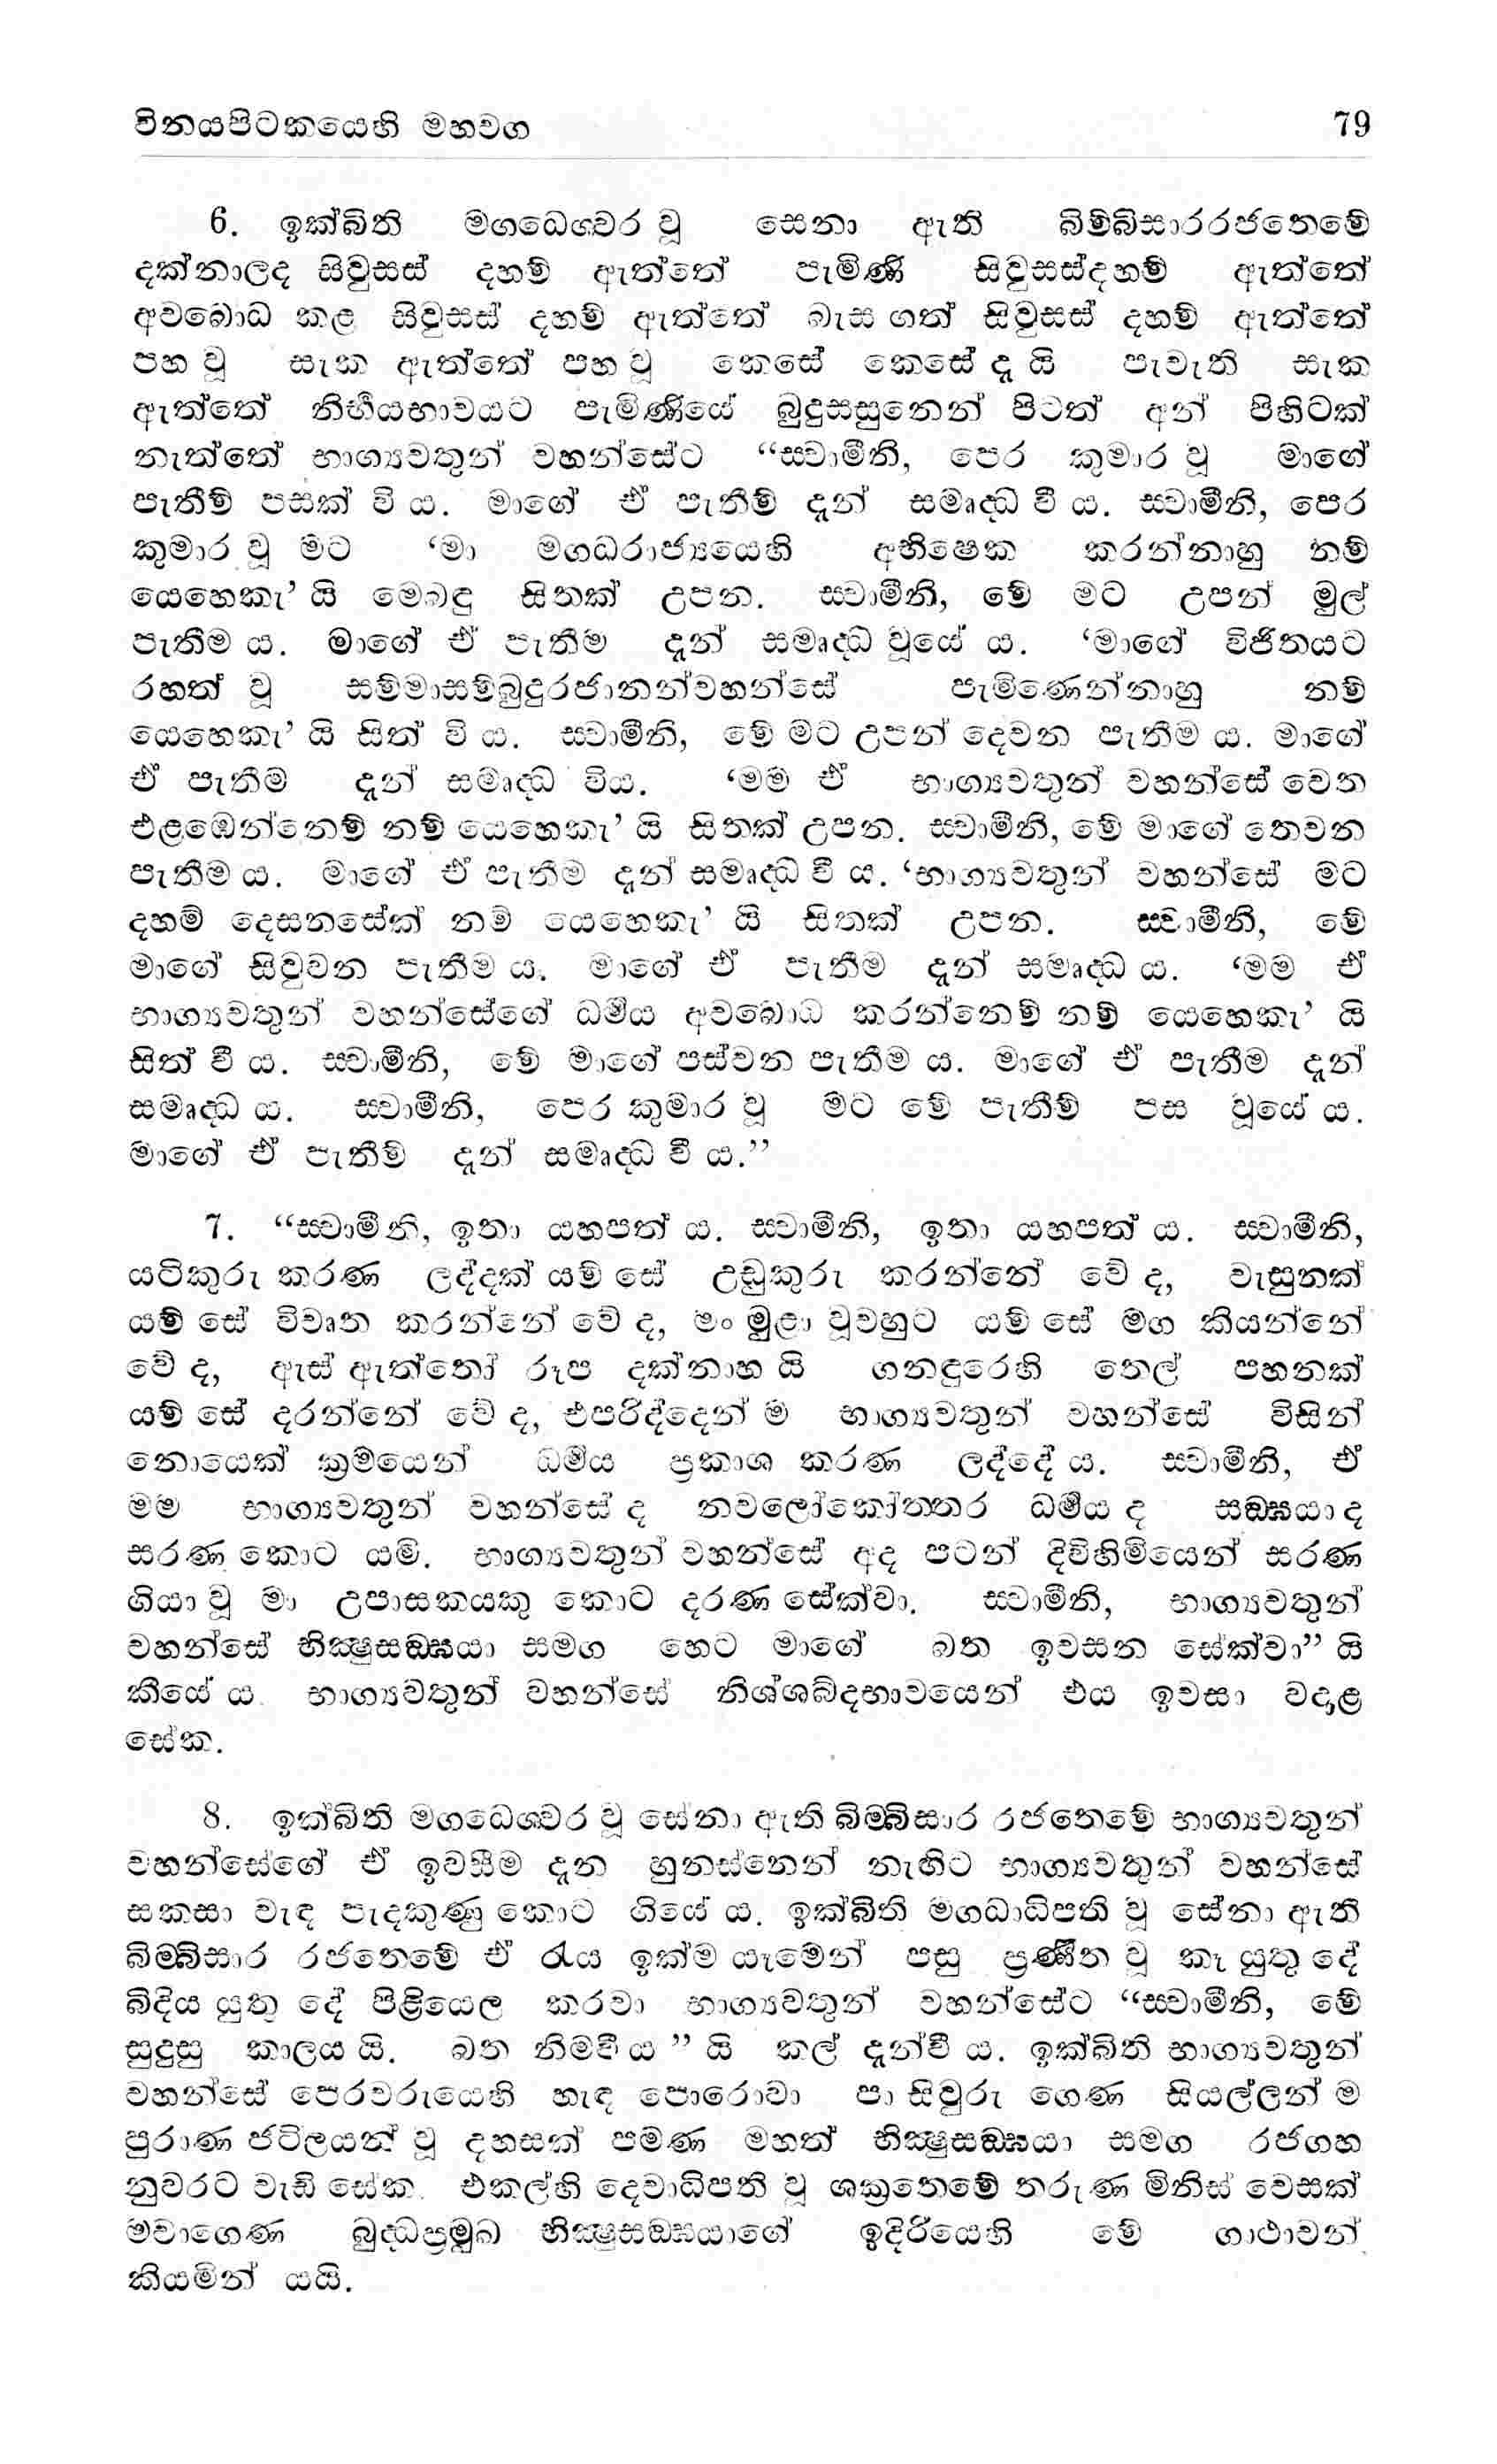 විනයපිටකයෙහි මහවග 79
6. ඉක්බිති මගධෙශ්වර වූ සෙනා ඇති බිම්බිසාරරජතෙමේ
දක්නාලද සිවුසස් දහම් ඇත්තේ පැමිණි සිවුසස්දහම් ඇත්තේ
අවබොධ කළ සිවුසස් දහම් ඇත්තේ බැස ගත් සිවුසස් දහම් ඇත්තේ
පහ වූ සැක ඇත්තේ පහ වූ කෙසේ කෙසේ දැ යි පැවැති සැක
ඇත්තේ නිර්භයභාවයට පැමිණියේ බුදුසසුනෙන් පිටත් අන් පිහිටක්
නැත්තේ භාග්‍යවතුන් වහන්සේට “ස්වාමීනි, පෙර කුමාර වූ මාගේ
පැතීම් පසක් වි ය. මාගේ ඒ පැතීම් දැන් සමෘද්ධ වී ය. ස්වාමීනි, පෙර
කුමාර වූ මට ‘මා මගධරාජ්‍යයෙහි අභිෂෙක කරන්නාහු නම්
යෙහෙකැ’ යි මෙබඳු සිතක් උපන. ස්වාමීනි, මේ මට උපන් මුල්
පැතීම ය. මාගේ ඒ පැතීම දැන් සමෘද්ධ වූයේ ය. ‘මාගේ විජිතයට
රහත් වූ සම්මාසම්බුදුරජානන්වහන්සේ පැමිණෙන්නාහු නම්
යෙහෙකැ’ යි සිත් වි ය. ස්වාමීනි, මේ මට උපන් දෙවන පැතීම ය. මාගේ
ඒ පැතීම දැන් සමෘද්ධ විය. ‘මම ඒ භාග්‍යවතුන් වහන්සේ වෙත
එළඹෙන්නෙම් නම් යෙහෙකැ’ යි සිතක් උපන. ස්වාමීනි, මේ මාගේ තෙවන
පැතීම ය. මාගේ ඒ පැතීම දැන් සමෘද්ධ වී ය. ‘භාග්‍යවතුන් වහන්සේ මට
දහම් දෙසනසේක් නම් යෙහෙකැ’ යි සිතක් උපන. ස්වාමීනි, මේ
මාගේ සිවුවන පැතීම ය. මාගේ ඒ පැතීම දැන් සමෘද්ධ ය. ‘මම ඒ
භාග්‍යවතුන් වහන්සේගේ ධර්මය අවබොධ කරන්නෙම් නම් යෙහෙකැ’ යි
සිත් වී ය. ස්වාමීනි, මේ මාගේ පස්වන පැතීම ය. මාගේ ඒ පැතීම දැන්
සමෘද්ධ ය. ස්වාමීනි, පෙර කුමාර වූ මට මේ පැතීම් පස වූයේ ය.
මාගේ ඒ පැතීම් දැන් සමෘද්ධ වී ය.”
7. “ස්වාමීනි, ඉතා යහපත් ය. ස්වාමීනි, ඉතා යහපත් ය. ස්වාමීනි,
යටිකුරු කරණ ලද්දක් යම් සේ උඩුකුරු කරන්නේ වේ ද, වැසුනක්
යම් සේ විවෘත කරන්නේ වේ ද, මං මුළා වූවහුට යම් සේ මග කියන්නේ
වේ ද, ඇස් ඇත්තෝ රූප දක්නාහ යි ගනඳුරෙහි තෙල් පහනක්
යම් සේ දරන්නේ වේ ද, එපරිද්දෙන් ම භාග්‍යවතුන් වහන්සේ විසින්
නොයෙක් ක්‍රමයෙන් ධර්මය ප්‍රකාශ කරණ ලද්දේ ය. ස්වාමීනි, ඒ
මම භාග්‍යවතුන් වහන්සේ ද නවලෝකෝත්තර ධර්මය ද සඞ්ඝයා ද
සරණ කොට යමි. භාග්‍යවතුන් වහන්සේ අද පටන් දිවිහිමියෙන් සරණ
ගියා වූ මා උපාසකයකු කොට දරණ සේක්වා. ස්වාමීනි, භාග්‍යවතුන්
වහන්සේ භික්‍ෂුසඞ්ඝයා සමග හෙට මාගේ බත ඉවසන සේක්වා” යි
කීයේ ය. භාග්‍යවතුන් වහන්සේ නිශ්ශබ්දභාවයෙන් එය ඉවසා වදාළ
සේක.
8. ඉක්බිති මගධෙශ්වර වූ සේනා ඇති බිම්බිසාර රජතෙමේ භාග්‍යවතුන්
වහන්සේගේ ඒ ඉවසීම දැන හුනස්නෙන් නැඟිට භාග්‍යවතුන් වහන්සේ
සකසා වැඳ පැදකුණු කොට ගියේ ය. ඉක්බිති මගධාධිපති වූ සේනා ඇති
බිම්බිසාර රජතෙමේ ඒ රැය ඉක්ම යෑමෙන් පසු ප්‍රණීත වූ කෑ යුතු දේ
බිදිය යුතු දේ පිළියෙල කරවා භාග්‍යවතුන් වහන්සේට “ස්වාමීනි, මේ
සුදුසු කාලය යි. බත නිමවී ය ” යි කල් දැන්වී ය. ඉක්බිති භාග්‍යවතුන්
වහන්සේ පෙරවරුයෙහි හැඳ පොරොවා පා සිවුරු ගෙණ සියල්ලන් ම
පුරාණ ජටිලයන් වූ දහසක් පමණ මහත් භික්‍ෂුසඞ්ඝයා සමග රජගහ
නුවරට වැඩි සේක. එකල්හි දෙවාධිපති වූ ශක්‍රතෙමේ තරුණ මිනිස් වෙසක්
මවාගෙණ බුද්ධප්‍රමුඛ භික්‍ෂුසඞ්ඝයාගේ ඉදිරියෙහි මේ ගාථාවන්
කියමින් යයි.